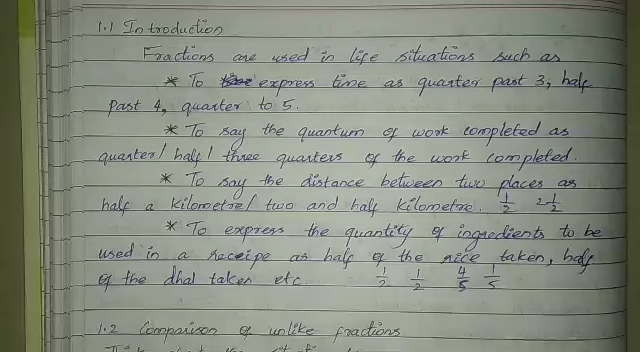 1.1 Introduction
Fractions are used in life situations such as
* To express time as quarter past 3, half
past 4, quarter to 5.
* To say the quantum of work completed as
quarter/ half/ three quarters of the work completed.
* To say the distance between two places as
half a kilometre/ two and half kilometre. 1/2 2 1/2
* To express the quantity of ingredients to be
used in a receipe as half of the rice taken, half
of the dhal taken etc. 1/2 1/2 4/5 1/5
1.2 Comparison of unlike fractions